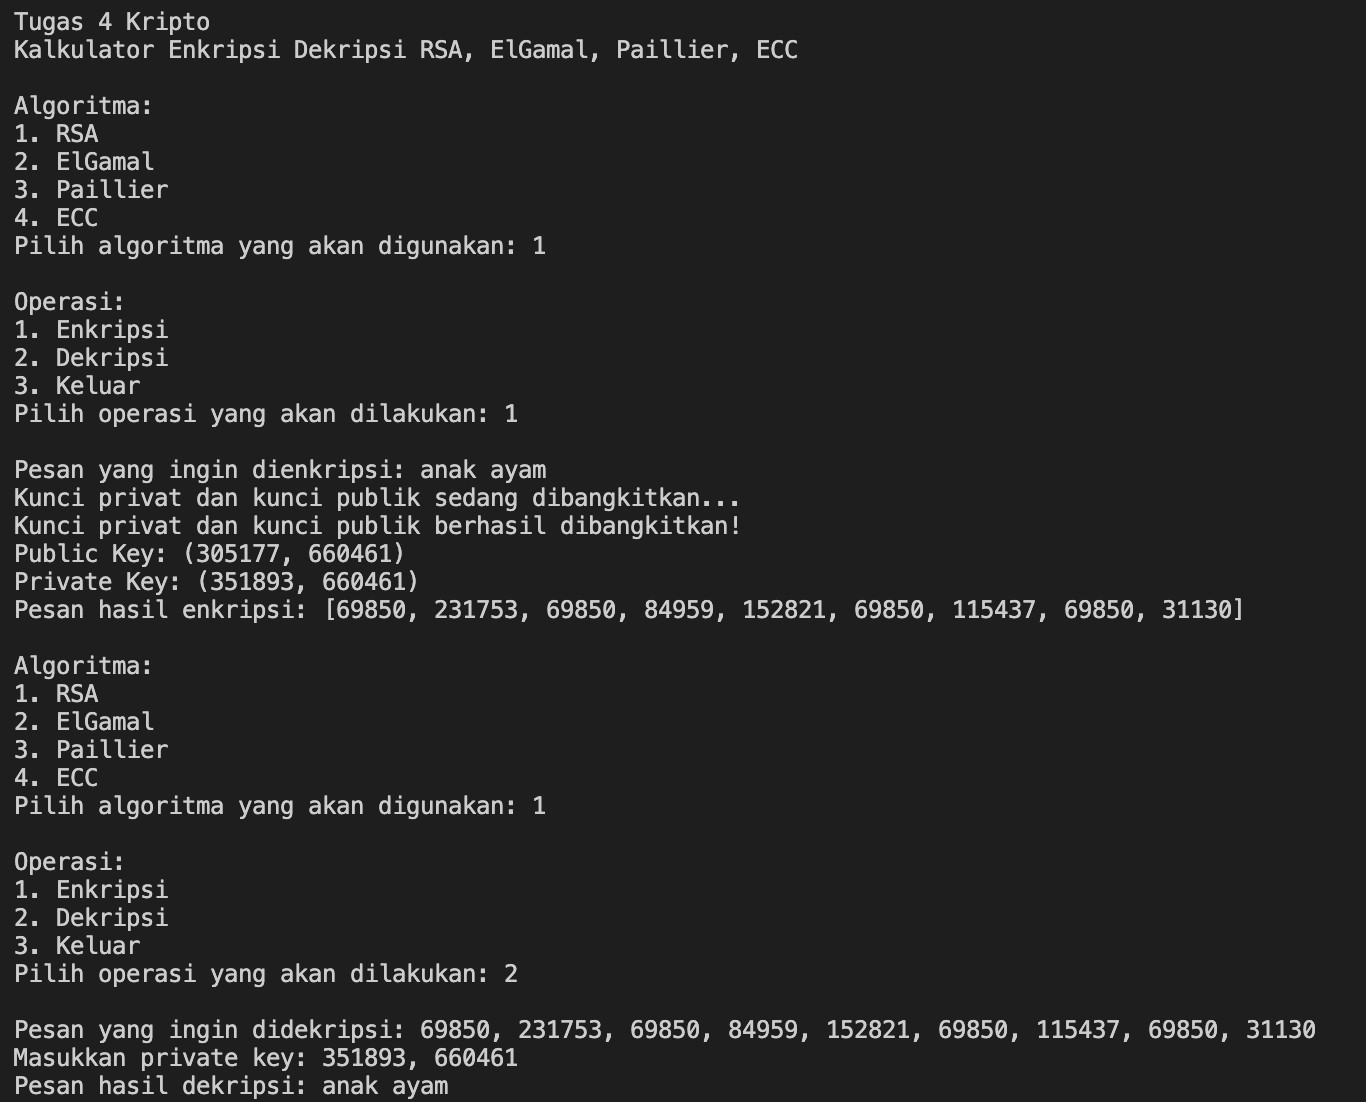 Tugas 4 Kripto
Kalkulator Enkripsi Dekripsi RSA, ElGamal, Paillier, ECC
Algoritma:
1. RSA
2. ElGamal
3. Paillier
4. ECC
Pilih algoritma yang akan digunakan: 1
Operasi:
1. Enkripsi
2. Dekripsi
3. Keluar
Pilih operasi yang akan dilakukan: 1
Pesan yang ingin dienkripsi: anak ayam
Kunci privat dan kunci publik sedang dibangkitkan...
Kunci privat dan kunci publik berhasil dibangkitkan!
Public Key: (305177, 660461)
Private Key: (351893, 660461)
Pesan hasil enkripsi: [69850, 231753, 69850, 84959, 152821, 69850, 115437, 69850, 31130]
Algoritma:
1. RSA
2. ElGamal
3. Paillier
4. ECC
Pilih algoritma yang akan digunakan: 1
Operasi:
1. Enkripsi
2. Dekripsi
3. Keluar
Pilih operasi yang akan dilakukan: 2
Pesan yang ingin didekripsi: 69850, 231753, 69850, 84959, 152821, 69850, 115437, 69850, 31130
Masukkan private key: 351893, 660461
Pesan hasil dekripsi: anak ayam